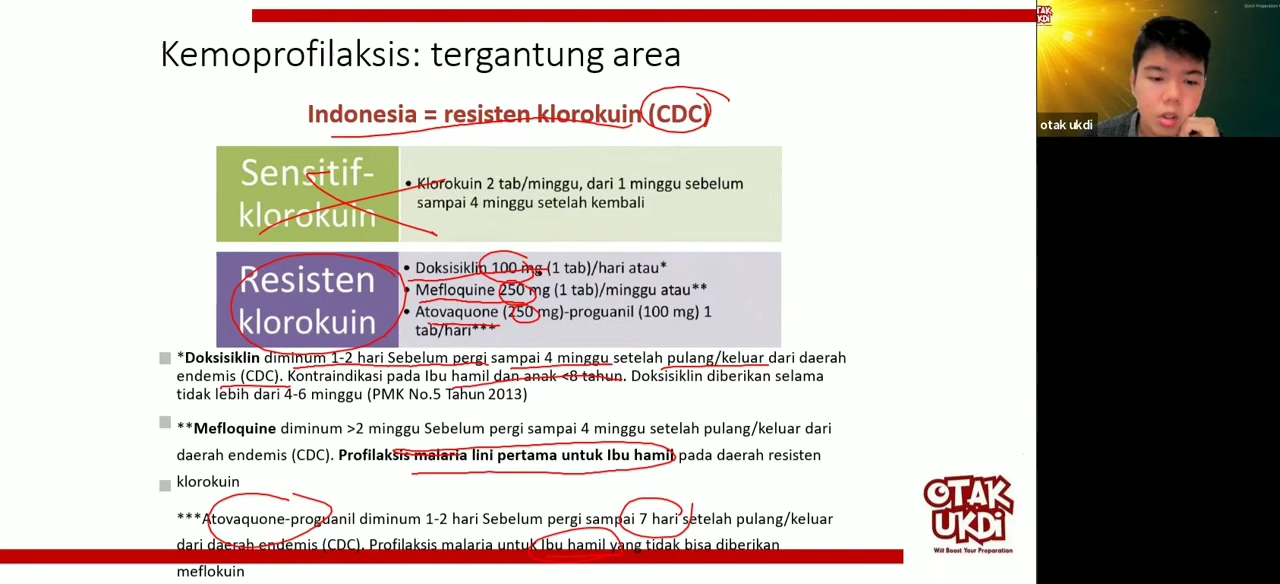 Kemoprofilaksis: tergantung area
Indonesia = resisten klorokuin (CDC)
Sensitif-
klorokuin
• Klorokuin 2 tab/minggu, dari 1 minggu sebelum
sampai 4 minggu setelah kembali
Resisten
klorokuin
• Doksisiklin 100 mg (1 tab)/hari atau*
• Mefloquine 250 mg (1 tab)/minggu atau**
• Atovaquone (250 mg)-proguanil (100 mg) 1
tab/hari***
*Doksisiklin diminum 1-2 hari Sebelum pergi sampai 4 minggu setelah pulang/keluar dari daerah
endemis (CDC). Kontraindikasi pada Ibu hamil dan anak <8 tahun. Doksisiklin diberikan selama
tidak lebih dari 4-6 minggu (PMK No.5 Tahun 2013)
**Mefloquine diminum >2 minggu Sebelum pergi sampai 4 minggu setelah pulang/keluar dari
daerah endemis (CDC). Profilaksis malaria lini pertama untuk Ibu hamil pada daerah resisten
klorokuin
***Atovaquone-proguanil diminum 1-2 hari Sebelum pergi sampai 7 hari setelah pulang/keluar
dari daerah endemis (CDC). Profilaksis malaria untuk Ibu hamil yang tidak bisa diberikan
meflokuin
OTAK
UKDI
Will Boost Your Preparation
otak ukdi